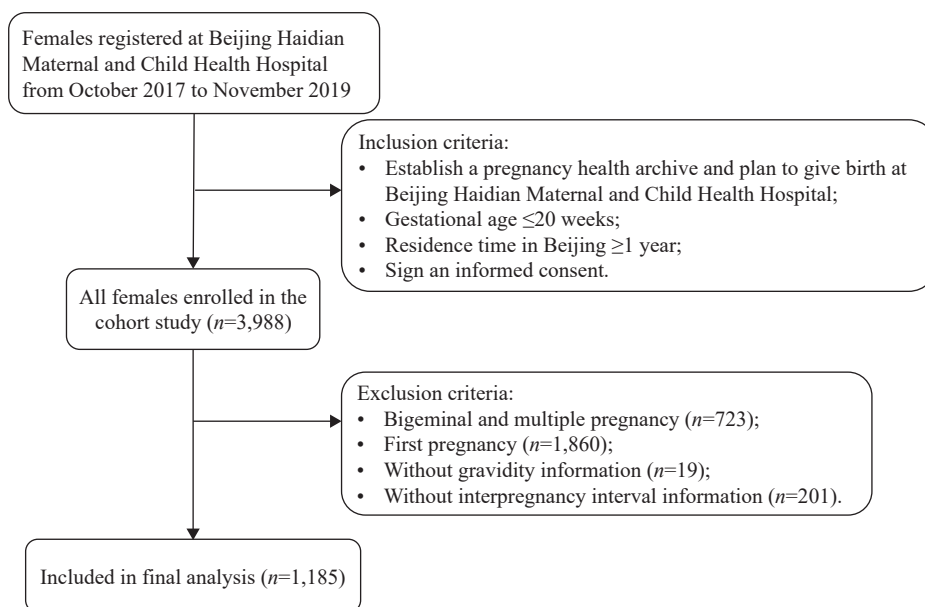 Females registered at Beijing Haidian
Maternal and Child Health Hospital
from October 2017 to November 2019
Inclusion criteria:
• Establish a pregnancy health archive and plan to give birth at
Beijing Haidian Maternal and Child Health Hospital;
• Gestational age ≤20 weeks;
• Residence time in Beijing ≥1 year;
• Sign an informed consent.
All females enrolled in the
cohort study (n=3,988)
Exclusion criteria:
• Bigeminal and multiple pregnancy (n=723);
• First pregnancy (n=1,860);
• Without gravidity information (n=19);
• Without interpregnancy interval information (n=201).
Included in final analysis (n=1,185)